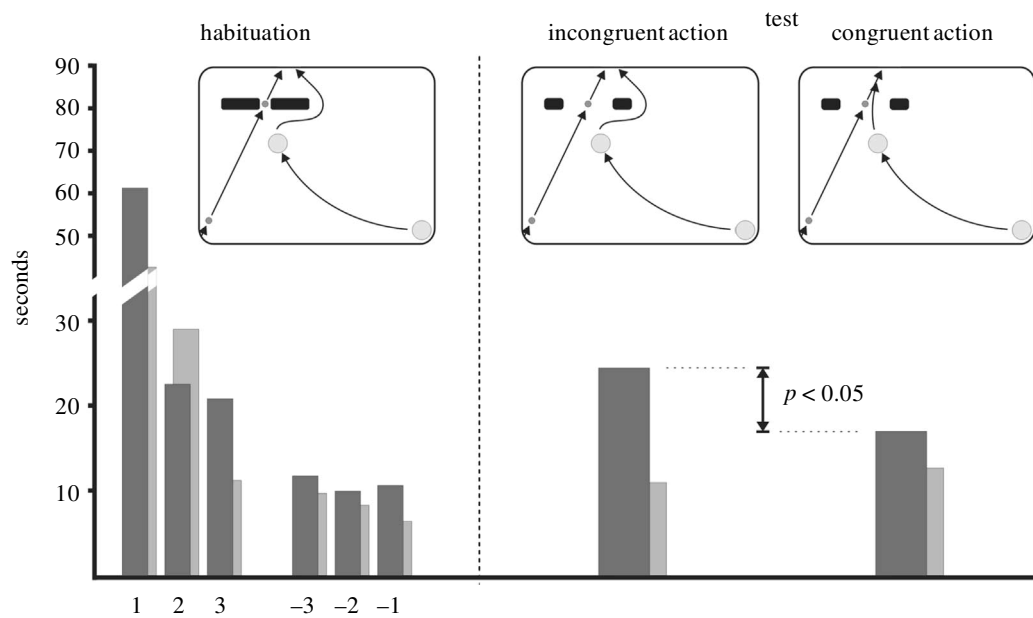 test
habituation
incongruent action
congruent action
90
80
70
60
50
30
20
10
seconds
p < 0.05
1 2 3 –3 –2 –1